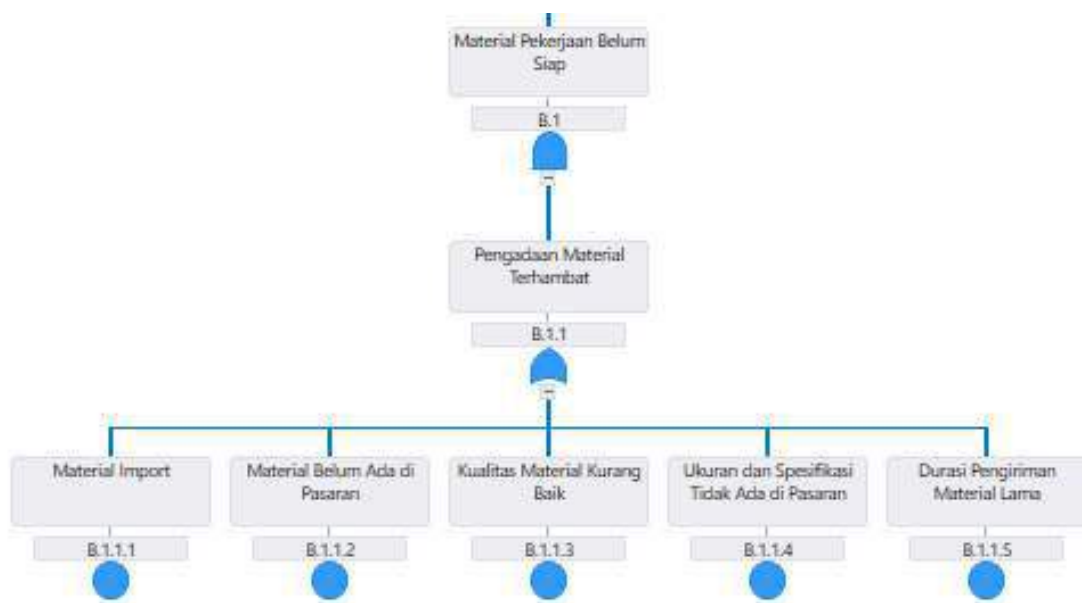 Material Pekerjaan Belum
Siap
B.1
Pengadaan Material
Terhambat
B.1.1
Material Import
Material Belum Ada di
Pasaran
Kualitas Material Kurang
Baik
Ukuran dan Spesifikasi
Tidak Ada di Pasaran
Durasi Pengiriman
Material Lama
B.1.1.1
B.1.1.2
B.1.1.3
B.1.1.4
B.1.1.5